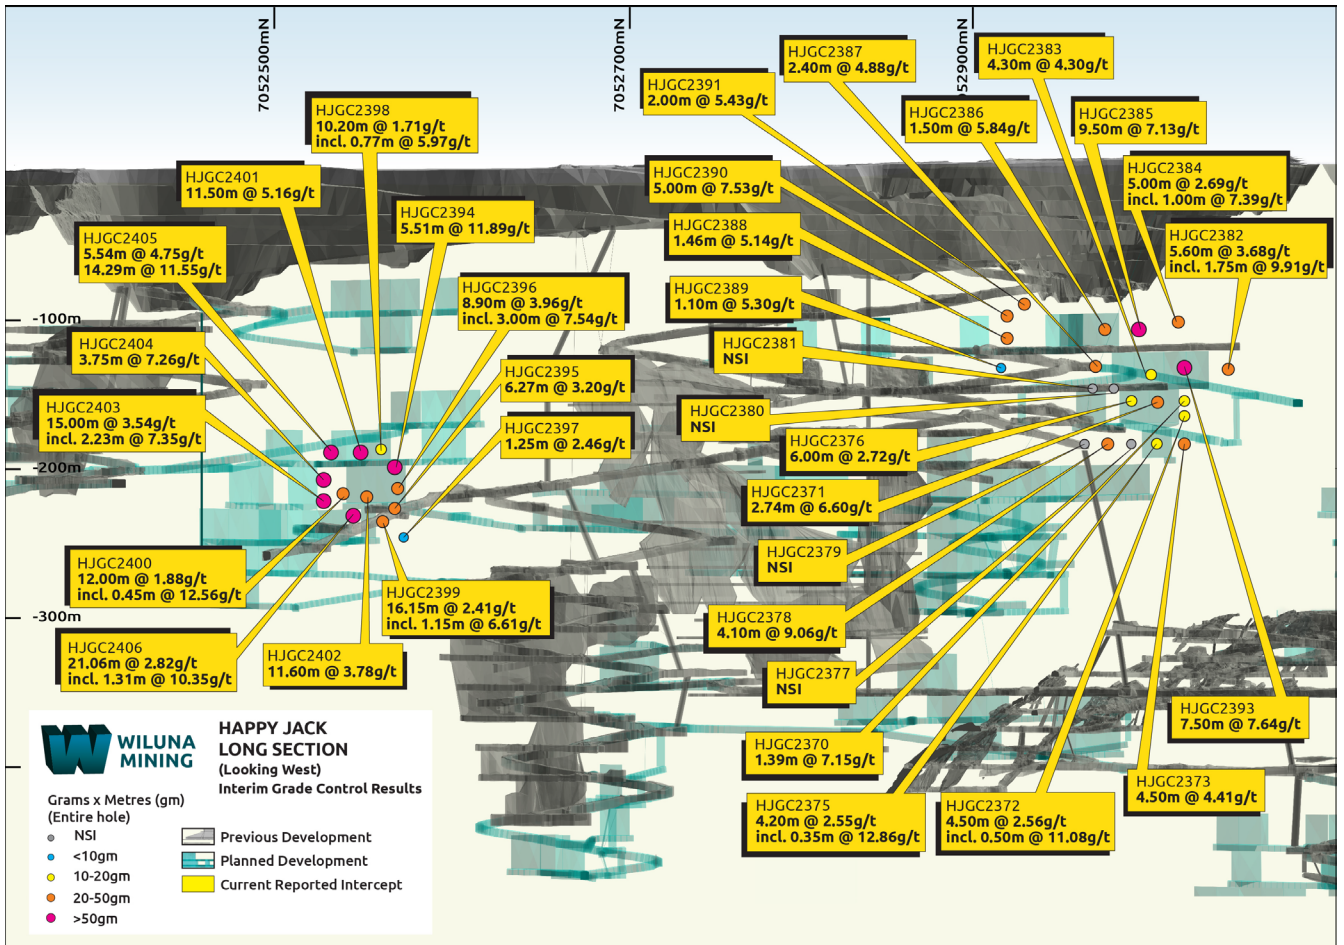 7052500mN
7052700mN
7052900mN
HJGC2387
2.40m @ 4.88g/t
HJGC2383
4.30m @ 4.30g/t
HJGC2391
2.00m @ 5.43g/t
HJGC2386
1.50m @ 5.84g/t
HJGC2385
9.50m @ 7.13g/t
HJGC2398
10.20m @ 1.71g/t
incl. 0.77m @ 5.97g/t
HJGC2401
11.50m @ 5.16g/t
HJGC2390
5.00m @ 7.53g/t
HJGC2384
5.00m @ 2.69g/t
incl. 1.00m @ 7.39g/t
HJGC2394
5.51m @ 11.89g/t
HJGC2388
1.46m @ 5.14g/t
HJGC2382
5.60m @ 3.68g/t
incl. 1.75m @ 9.91g/t
HJGC2405
5.54m @ 4.75g/t
14.29m @ 11.55g/t
HJGC2396
8.90m @ 3.96g/t
incl. 3.00m @ 7.54g/t
HJGC2389
1.10m @ 5.30g/t
-100m
HJGC2404
3.75m @ 7.26g/t
HJGC2381
NSI
HJGC2395
6.27m @ 3.20g/t
HJGC2403
15.00m @ 3.54g/t
incl. 2.23m @ 7.35g/t
HJGC2380
NSI
HJGC2397
1.25m @ 2.46g/t
HJGC2376
6.00m @ 2.72g/t
-200m
HJGC2371
2.74m @ 6.60g/t
HJGC2379
NSI
HJGC2400
12.00m @ 1.88g/t
incl. 0.45m @ 12.56g/t
HJGC2399
16.15m @ 2.41g/t
incl. 1.15m @ 6.61g/t
-300m
HJGC2378
4.10m @ 9.06g/t
HJGC2406
21.06m @ 2.82g/t
incl. 1.31m @ 10.35g/t
HJGC2402
11.60m @ 3.78g/t
HJGC2377
NSI
HJGC2393
7.50m @ 7.64g/t
HJGC2370
1.39m @ 7.15g/t
HJGC2373
4.50m @ 4.41g/t
HJGC2375
4.20m @ 2.55g/t
incl. 0.35m @ 12.86g/t
HJGC2372
4.50m @ 2.56g/t
incl. 0.50m @ 11.08g/t
WILUNA
MINING
HAPPY JACK
LONG SECTION
(Looking West)
Interim Grade Control Results
Grams x Metres (gm)
(Entire hole)
NSI
<10gm
10-20gm
20-50gm
>50gm
Previous Development
Planned Development
Current Reported Intercept